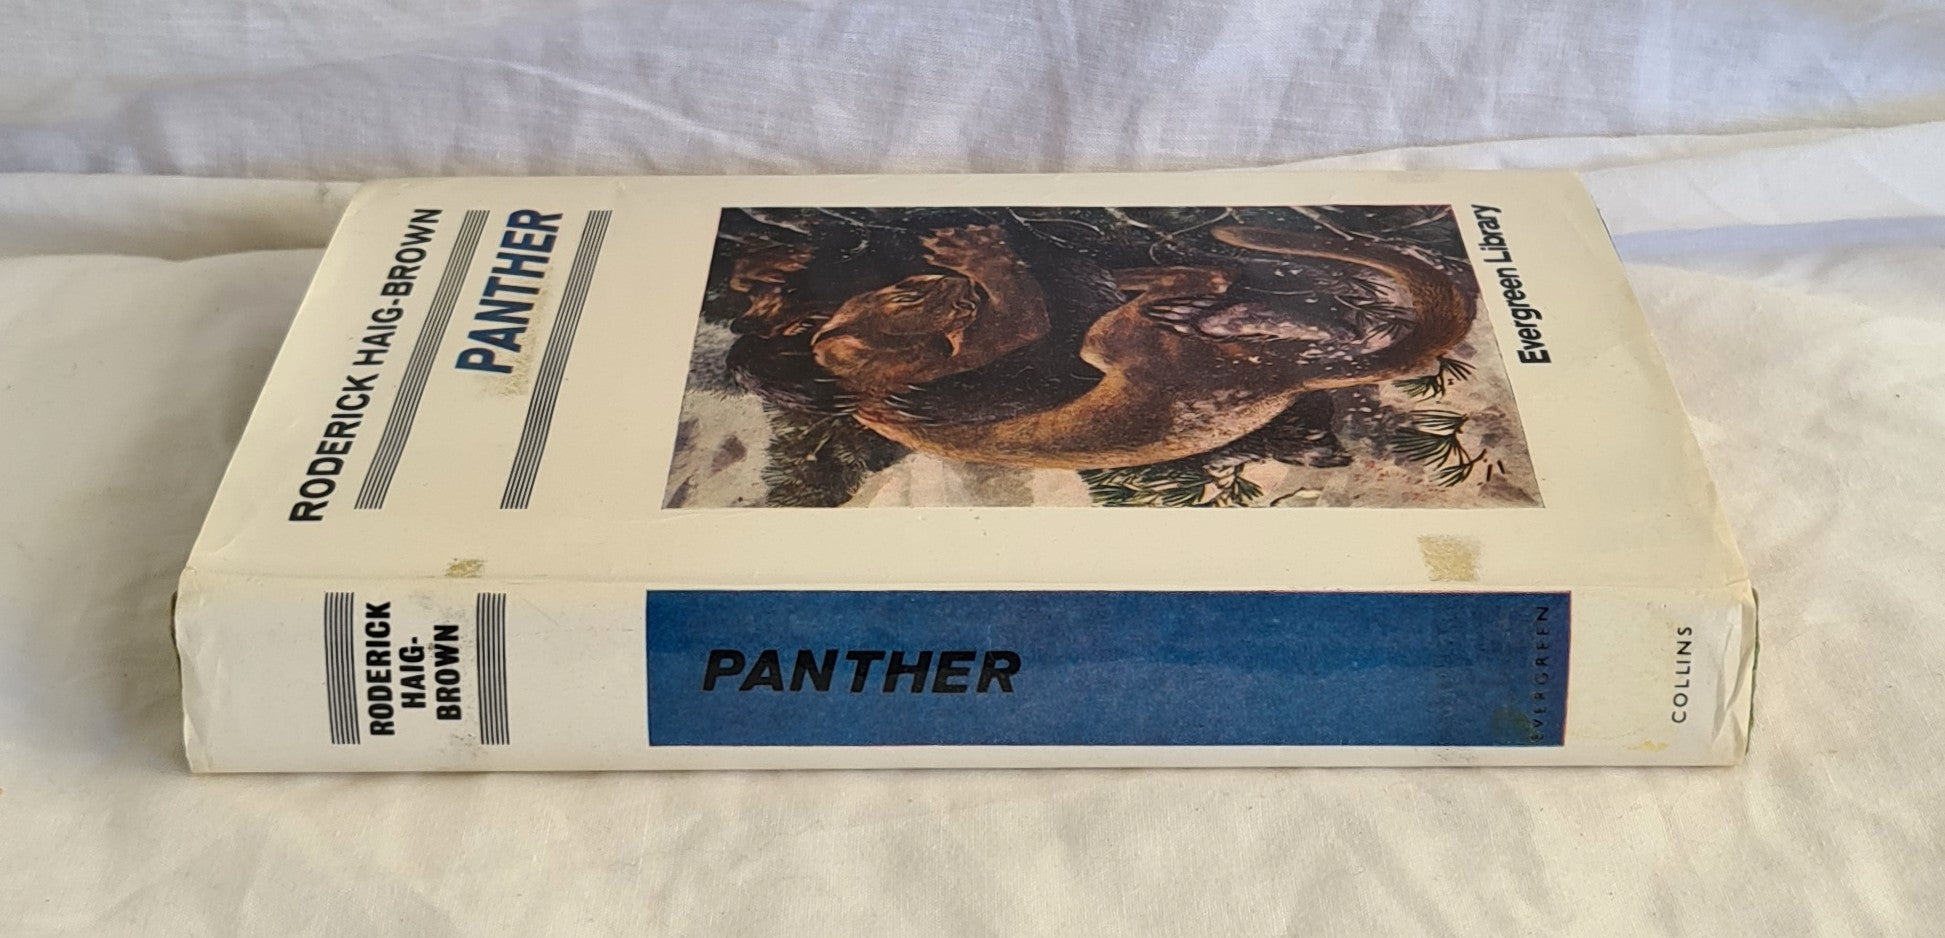 RODERICK HAIG-BROWN
PANTHER
Evergreen Library
RODERICK
HAIG-
BROWN
PANTHER
EVERGREEN
COLLINS